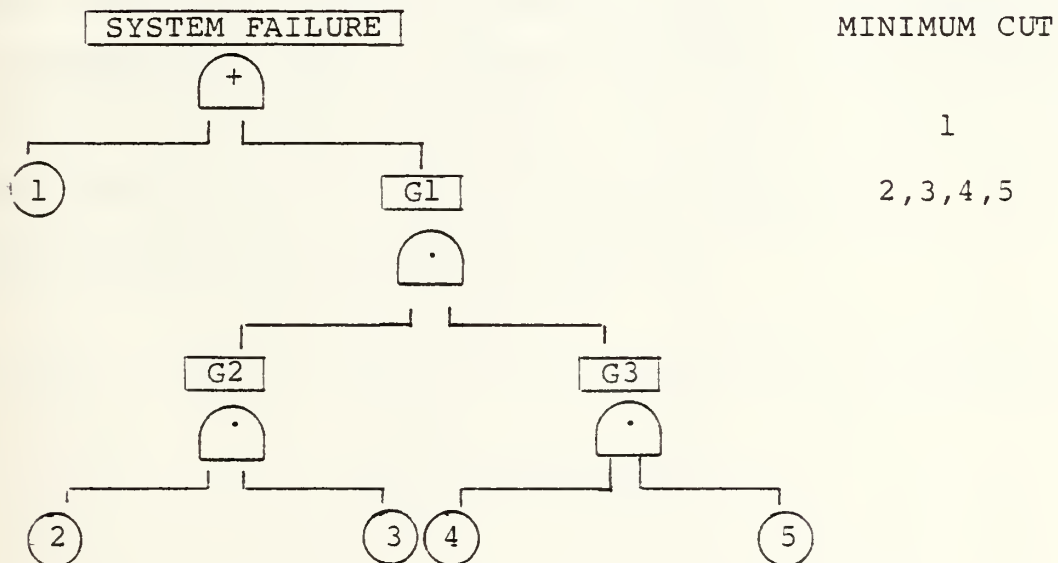 SYSTEM FAILURE MINIMUM CUT
+
1
1 G1 2,3,4,5
.
G2 G3
. .
2 3 4 5